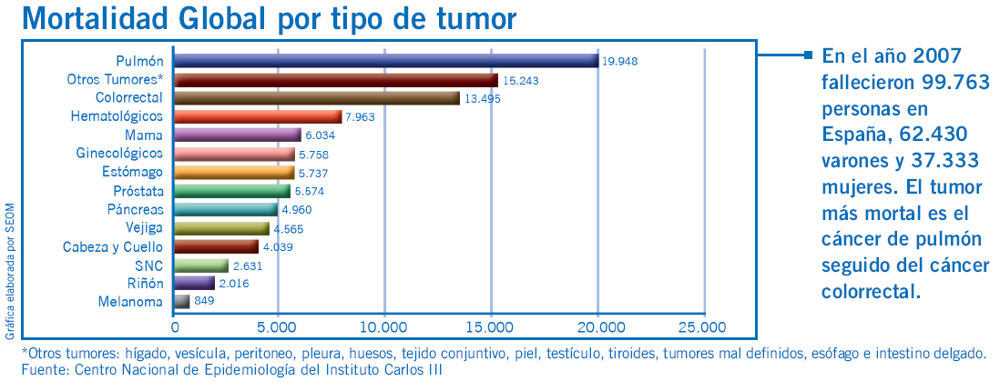 Mortalidad Global por tipo de tumor
Pulmón 19.948
Otros Tumores* 15.243
Colorrectal 13.495
Hematológicos 7.963
Mama 6.034
Ginecológicos 5.758
Estómago 5.737
Próstata 5.574
Páncreas 4.960
Vejiga 4.565
Cabeza y Cuello 4.039
SNC 2.631
Riñón 2.016
Melanoma 849
0 5.000 10.000 15.000 20.000 25.000
Gráfica elaborada por SEOM
En el año 2007
fallecieron 99.763
personas en
España, 62.430
varones y 37.333
mujeres. El tumor
más mortal es el
cáncer de pulmón
seguido del cáncer
colorrectal.
*Otros tumores: hígado, vesícula, peritoneo, pleura, huesos, tejido conjuntivo, piel, testículo, tiroides, tumores mal definidos, esófago e intestino delgado.
Fuente: Centro Nacional de Epidemiología del Instituto Carlos III